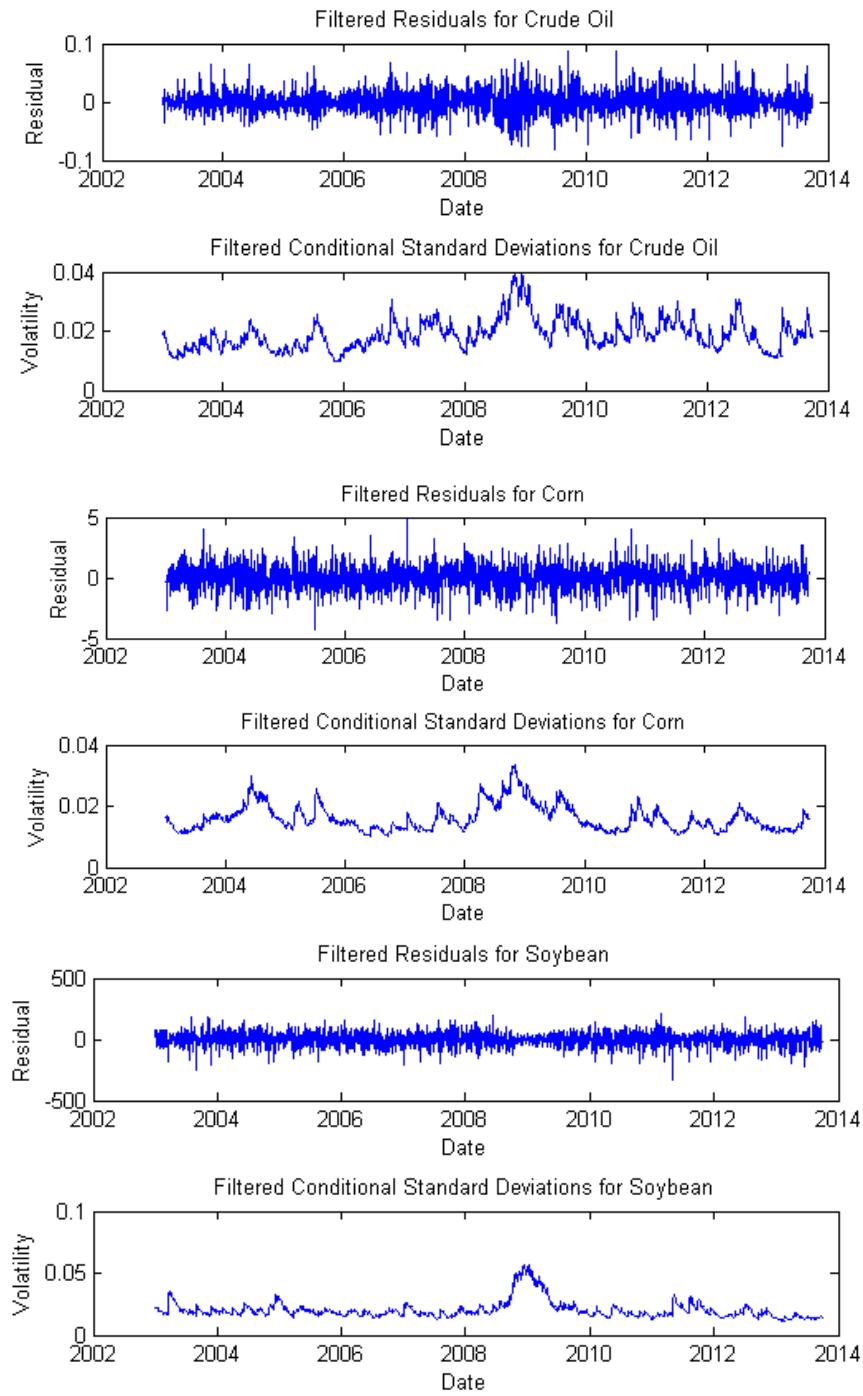 Filtered Residuals for Crude Oil
0.1
0
-0.1
Residual
2002 2004 2006 2008 2010 2012 2014
Date
Filtered Conditional Standard Deviations for Crude Oil
0.04
0.02
0
Volatility
2002 2004 2006 2008 2010 2012 2014
Date
Filtered Residuals for Corn
5
0
-5
Residual
2002 2004 2006 2008 2010 2012 2014
Date
Filtered Conditional Standard Deviations for Corn
0.04
0.02
0
Volatility
2002 2004 2006 2008 2010 2012 2014
Date
Filtered Residuals for Soybean
500
0
-500
Residual
2002 2004 2006 2008 2010 2012 2014
Date
Filtered Conditional Standard Deviations for Soybean
0.1
0.05
0
Volatility
2002 2004 2006 2008 2010 2012 2014
Date